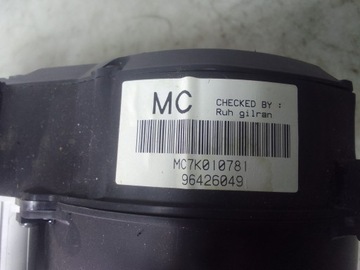 MC
CHECKED BY :
Ruh gilran
MC7K010781
96426049